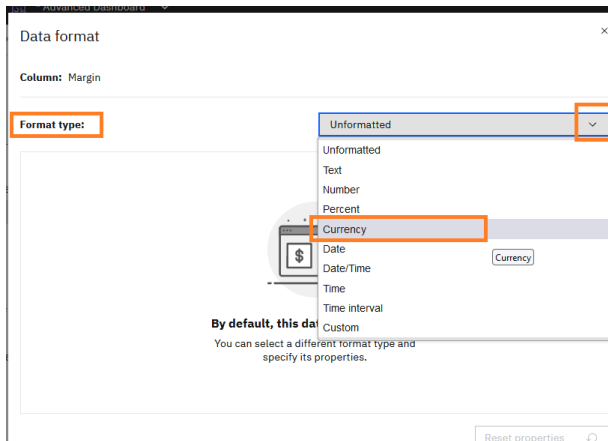 Advanced Dashboard
Data format
Column: Margin
Format type:
Unformatted
Unformatted
Text
Number
Percent
Currency
Date
Currency
Date/Time
Time
Time interval
Custom
$
By default, this dat
You can select a different format type and
specify its properties.
Reset properties